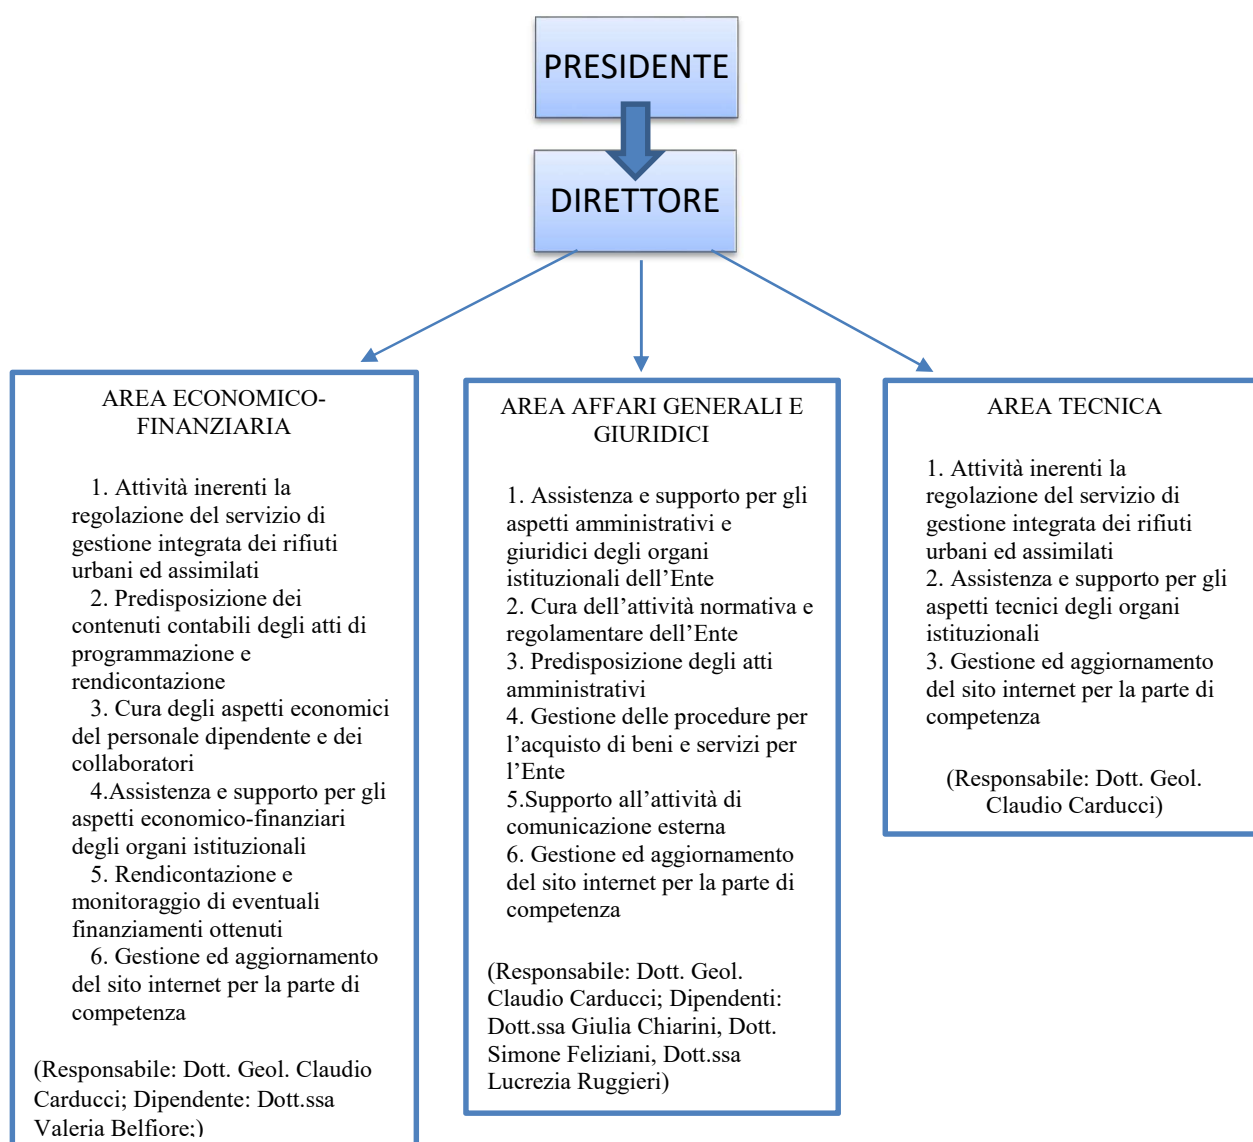 PRESIDENTE
DIRETTORE
AREA ECONOMICO-
FINANZIARIA
1. Attività inerenti la
regolazione del servizio di
gestione integrata dei rifiuti
urbani ed assimilati
2. Predisposizione dei
contenuti contabili degli atti di
programmazione e
rendicontazione
3. Cura degli aspetti economici
del personale dipendente e dei
collaboratori
4.Assistenza e supporto per gli
aspetti economico-finanziari
degli organi istituzionali
5. Rendicontazione e
monitoraggio di eventuali
finanziamenti ottenuti
6. Gestione ed aggiornamento
del sito internet per la parte di
competenza
(Responsabile: Dott. Geol. Claudio
Carducci; Dipendente: Dott.ssa
Valeria Belfiore;)
AREA AFFARI GENERALI E
GIURIDICI
1. Assistenza e supporto per gli
aspetti amministrativi e
giuridici degli organi
istituzionali dell’Ente
2. Cura dell’attività normativa e
regolamentare dell’Ente
3. Predisposizione degli atti
amministrativi
4. Gestione delle procedure per
l’acquisto di beni e servizi per
l’Ente
5.Supporto all’attività di
comunicazione esterna
6. Gestione ed aggiornamento
del sito internet per la parte di
competenza
(Responsabile: Dott. Geol.
Claudio Carducci; Dipendenti:
Dott.ssa Giulia Chiarini, Dott.
Simone Feliziani, Dott.ssa
Lucrezia Ruggieri)
AREA TECNICA
1. Attività inerenti la
regolazione del servizio di
gestione integrata dei rifiuti
urbani ed assimilati
2. Assistenza e supporto per gli
aspetti tecnici degli organi
istituzionali
3. Gestione ed aggiornamento
del sito internet per la parte di
competenza
(Responsabile: Dott. Geol.
Claudio Carducci)